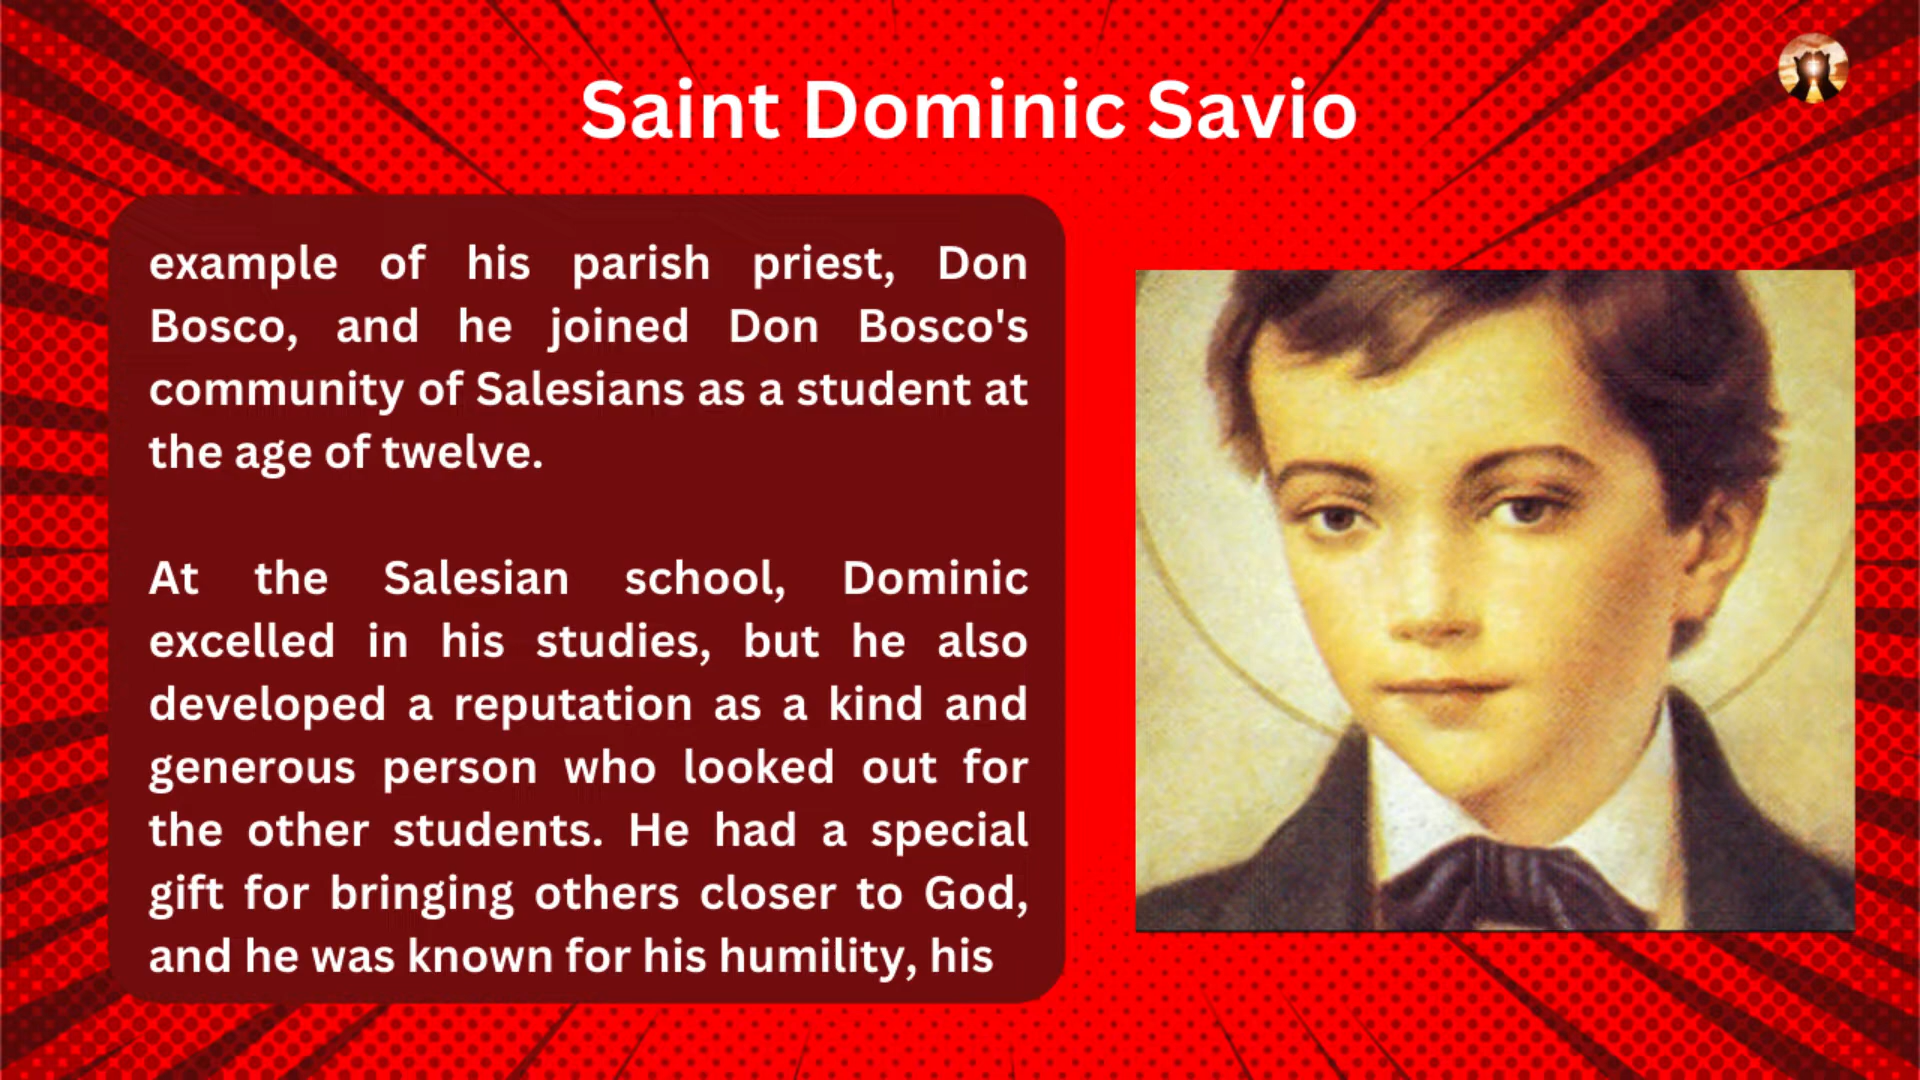 Saint Dominic Savio
example of his parish priest, Don
Bosco, and he joined Don Bosco's
community of Salesians as a student at
the age of twelve.
At the Salesian school, Dominic
excelled in his studies, but he also
developed a reputation as a kind and
generous person who looked out for
the other students. He had a special
gift for bringing others closer to God,
and he was known for his humility, his